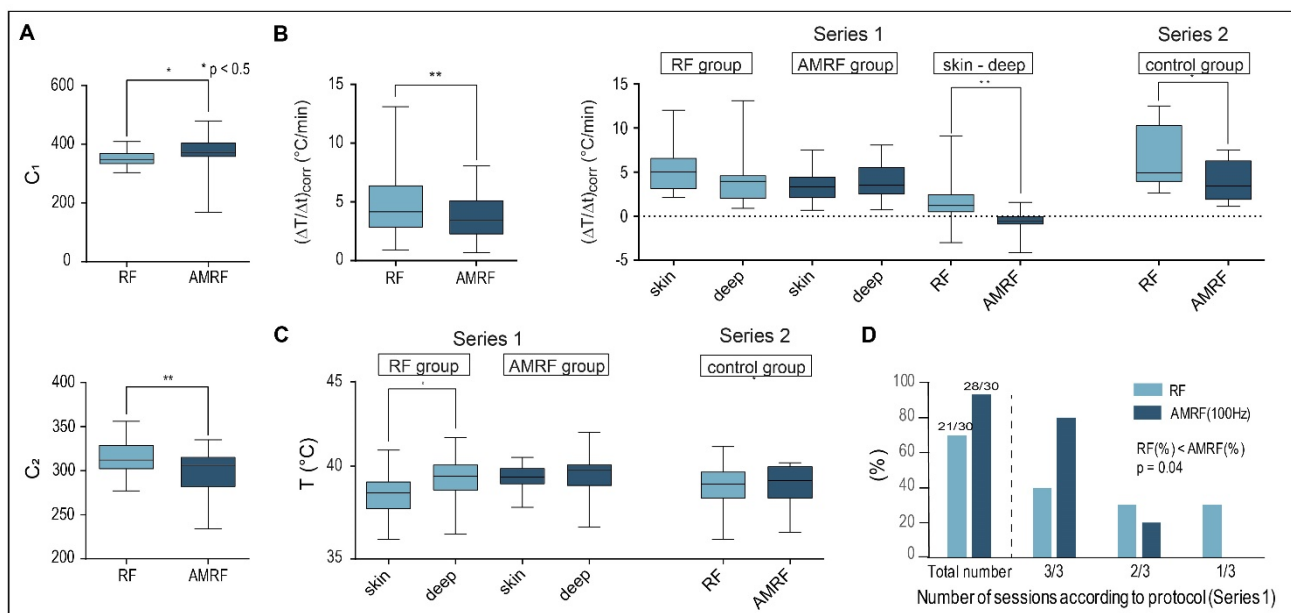 A
* p < 0.5
*
600
400
200
0
C₁
RF
AMRF
**
400
350
300
250
200
C₂
RF
AMRF
B
**
15
10
5
0
(ΔT/Δt)corr (°C/min)
RF
AMRF
Series 1
Series 2
RF group
AMRF group
skin - deep
control group
**
*
15
10
5
0
-5
(ΔT/Δt)corr (°C/min)
skin
deep
skin
deep
RF
AMRF
RF
AMRF
C
Series 1
Series 2
RF group
AMRF group
control group
45
40
35
T (°C)
skin
deep
skin
deep
RF
AMRF
D
100
80
60
40
20
0
(%)
21/30
28/30
RF
AMRF(100Hz)
RF(%) < AMRF(%)
p = 0.04
Total number
3/3
2/3
1/3
Number of sessions according to protocol (Series 1)